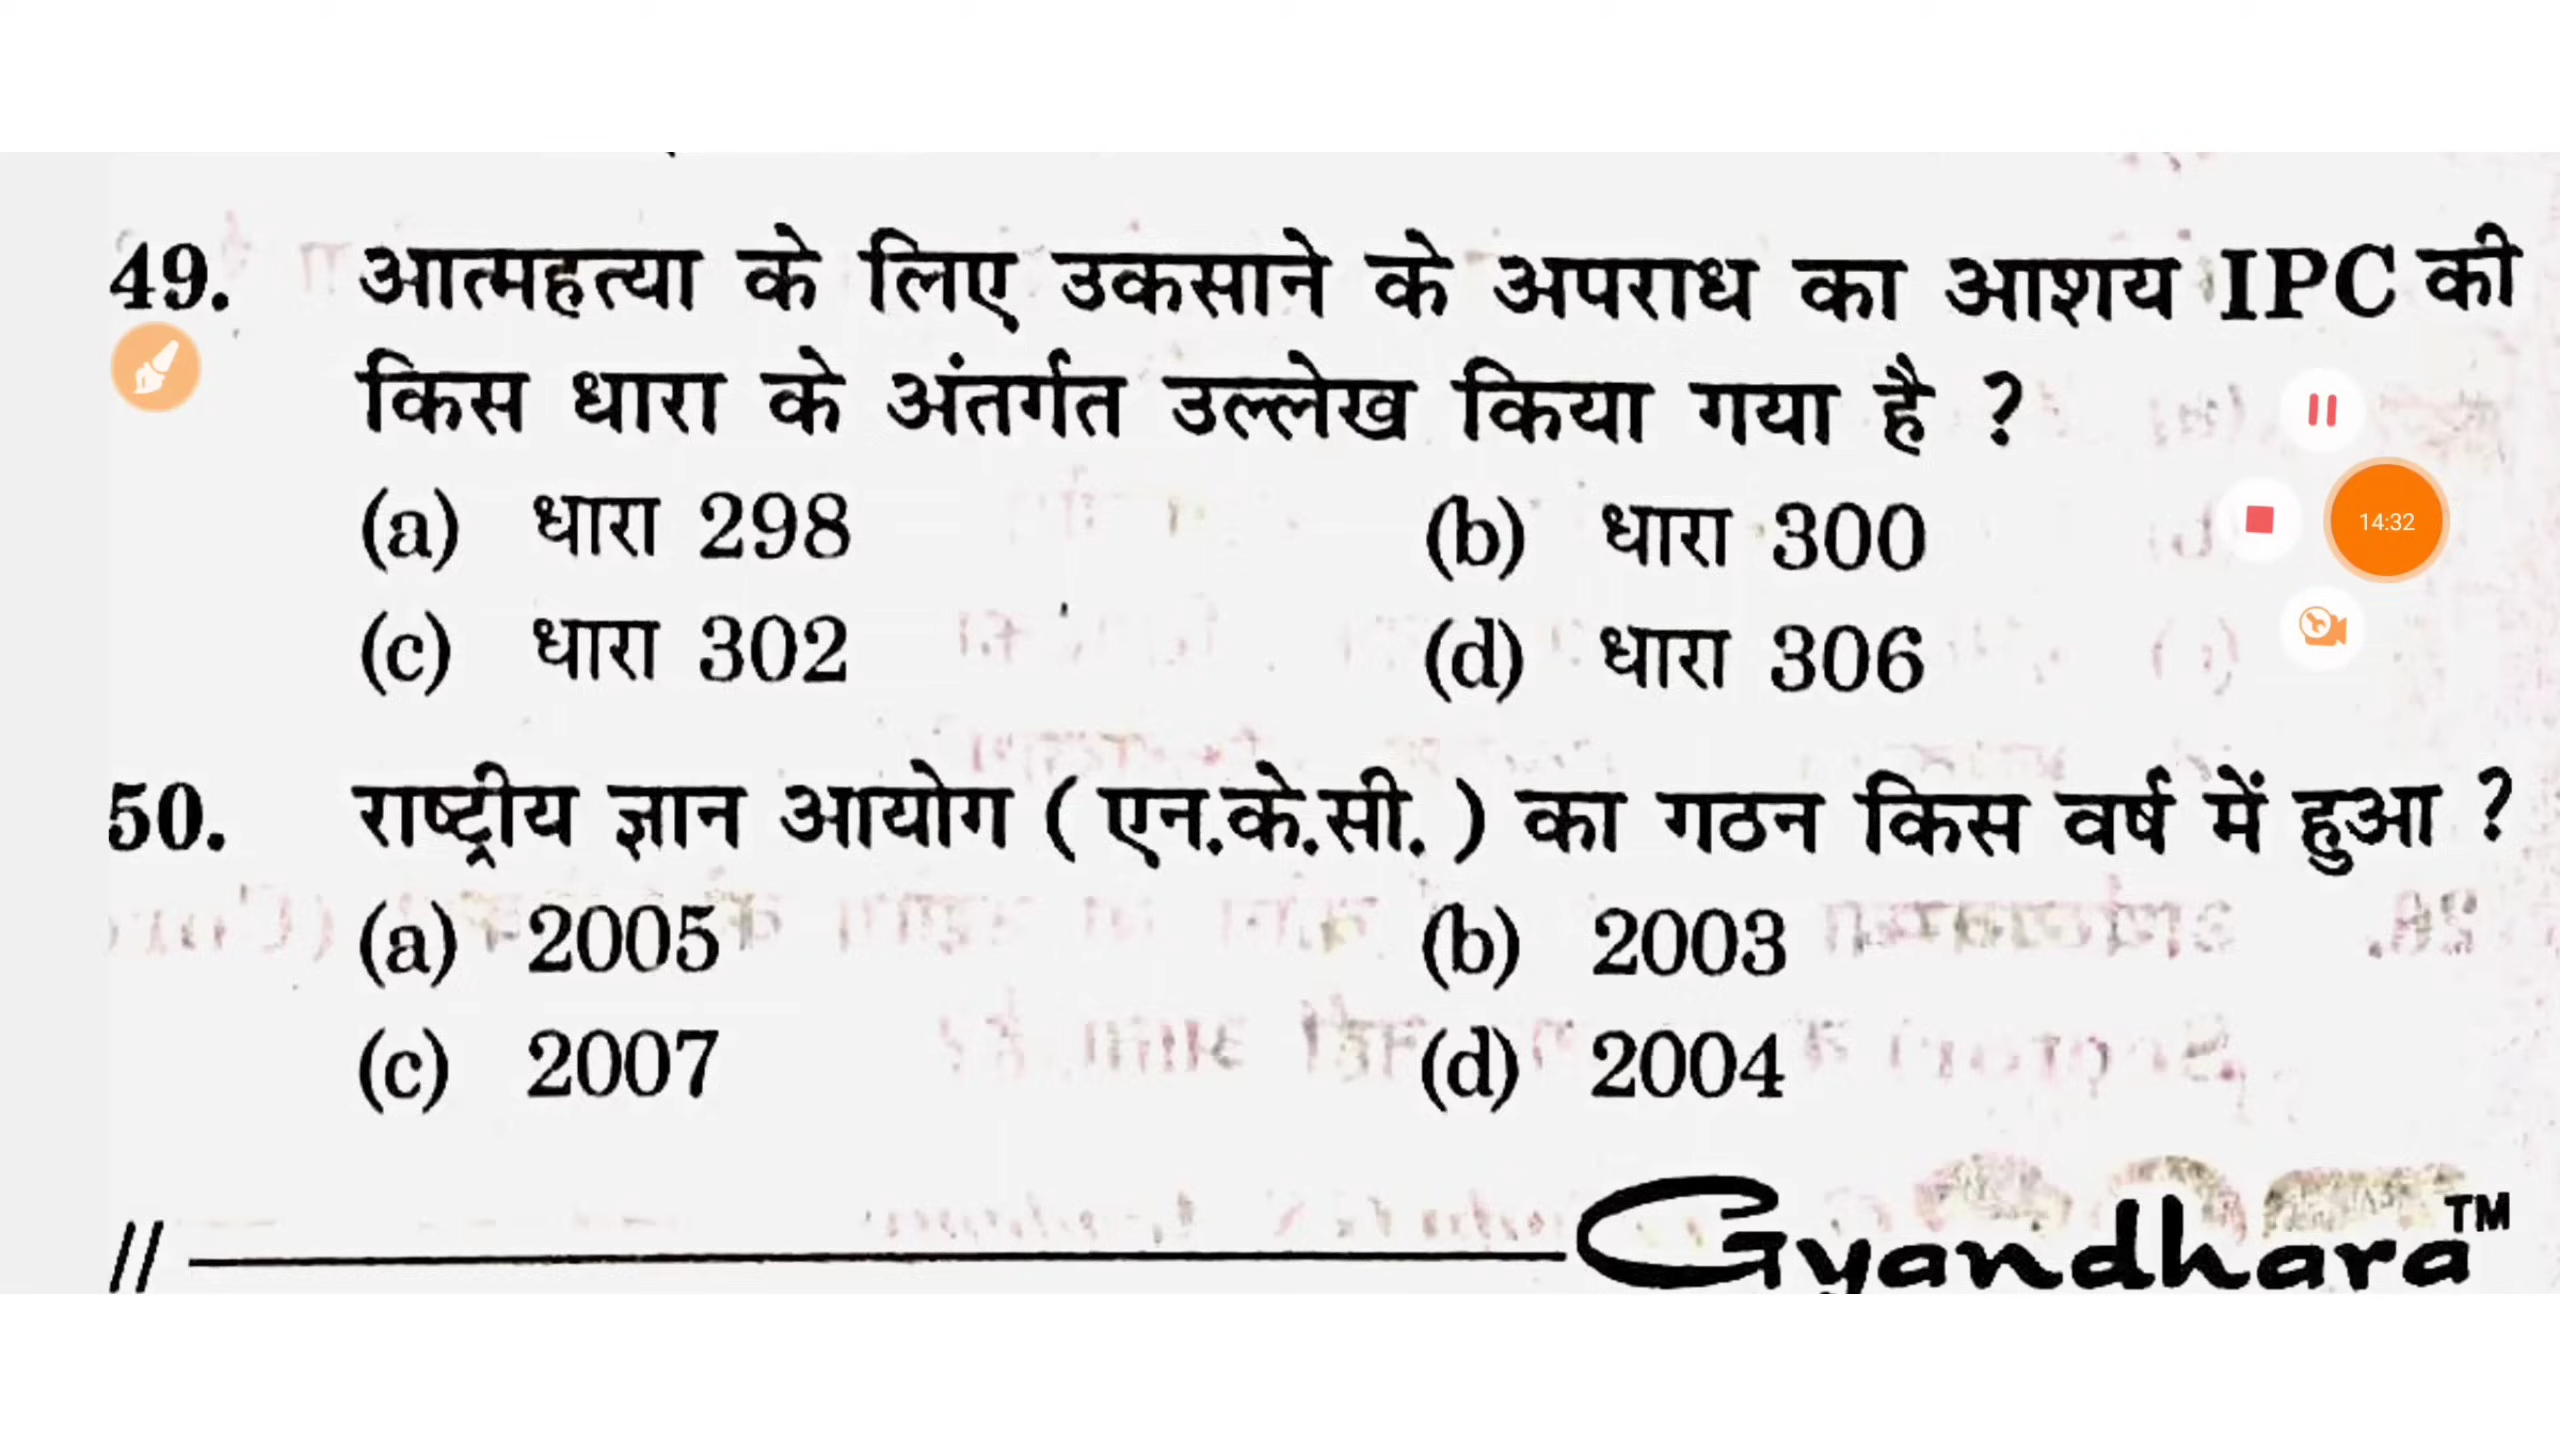 49. आत्महत्या के लिए उकसाने के अपराध का आशय IPC की
किस धारा के अंतर्गत उल्लेख किया गया है ?
(a) धारा 298 (b) धारा 300
14:32
(c) धारा 302 (d) धारा 306
50. राष्ट्रीय ज्ञान आयोग ( एन.के.सी. ) का गठन किस वर्ष में हुआ ?
(a) 2005 (b) 2003
(c) 2007 (d) 2004
// Gyandhara™